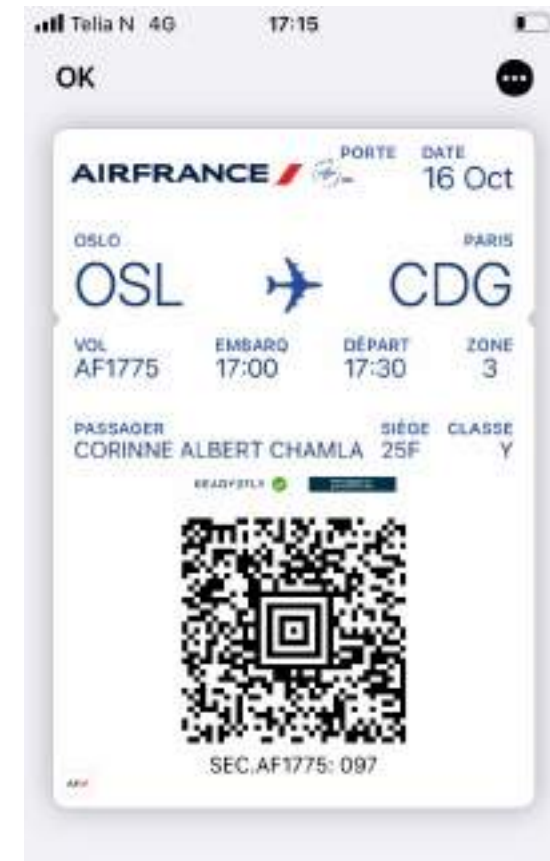 Telia N 4G 17:15
OK
AIRFRANCE
PORTE DATE
16 Oct
OSLO PARIS
OSL CDG
VOL EMBARQ DÉPART ZONE
AF1775 17:00 17:30 3
PASSAGER SIÈGE CLASSE
CORINNE ALBERT CHAMLA 25F Y
READY2FLY
SEC.AF1775: 097